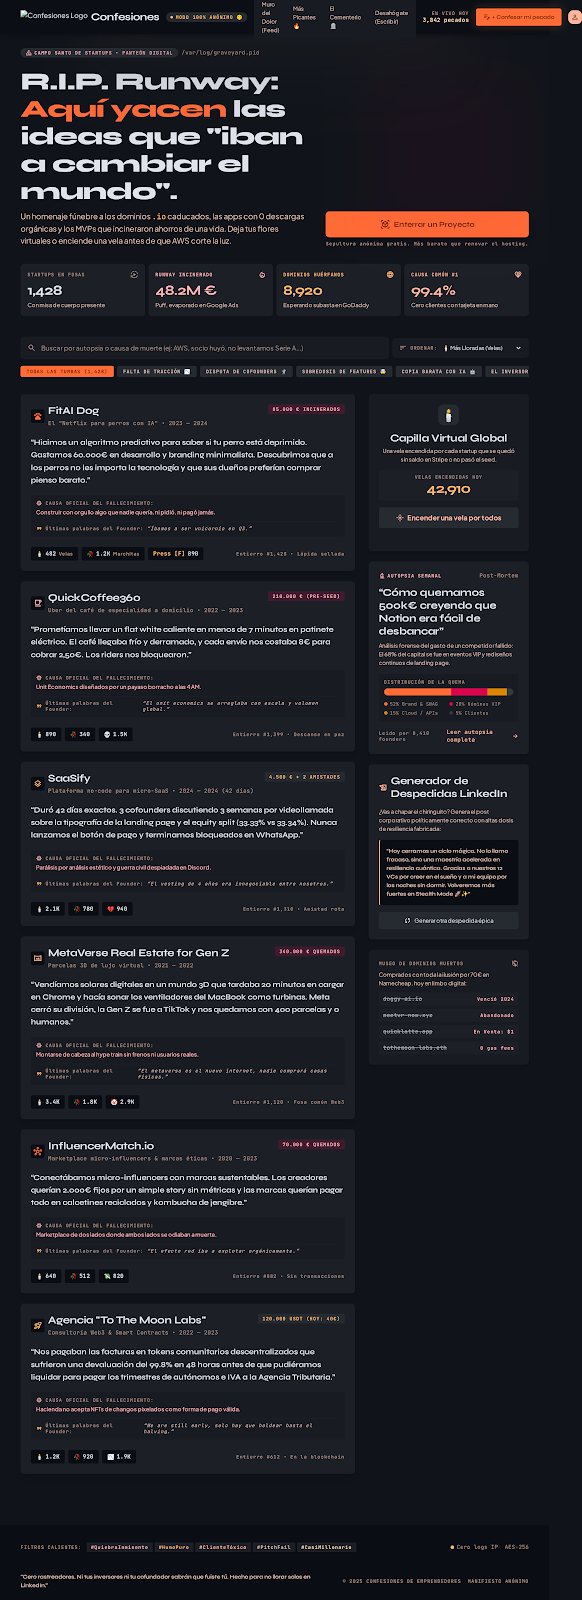 Confesiones Logo Confesiones
MODO 100% ANÓNIMO
Muro del Dolor (Feed)
Más Picantes 🔥
El Cementerio 🪦
Desahógate (Escribir)
EN VIVO HOY
3,842 pecados
+ Confesar mi pecado
CAMPO SANTO DE STARTUPS • PANTEÓN DIGITAL
/var/log/graveyard.pid
R.I.P. Runway:
Aquí yacen las
ideas que "iban
a cambiar el
mundo".
Un homenaje fúnebre a los dominios .io caducados, las apps con 0 descargas
orgánicas y los MVPs que incineraron ahorros de una vida. Deja tus flores
virtuales o enciende una vela antes de que AWS corte la luz.
Enterrar un Proyecto
Sepultura anónima gratis. Más barato que renovar el hosting.
STARTUPS EN FOSAS
1,428
Con misa de cuerpo presente
RUNWAY INCINERADO
48.2M €
Puff, evaporado en Google Ads
DOMINIOS HUÉRFANOS
8,920
Esperando subasta en GoDaddy
CAUSA COMÚN #1
99.4%
Cero clientes con tarjeta en mano
Buscar por autopsia o causa de muerte (ej: AWS, socio huyó, no levantamos Serie A...)
ORDENAR: 🕯️ Más Lloradas (Velas)
TODAS LAS TUMBAS (1,428)
FALTA DE TRACCIÓN 📉
DISPUTA DE COFOUNDERS
SOBREDOSIS DE FEATURES
COPIA BARATA CON IA 🤖
EL INVERSOR
FitAI Dog
85.000 € INCINERADOS
El "Netflix para perros con IA" • 2023 — 2024
"Hicimos un algoritmo predictivo para saber si tu perro está deprimido.
Gastamos 60.000€ en desarrollo y branding minimalista. Descubrimos que a
los perros no les importa la tecnología y que sus dueños preferían comprar
pienso barato."
CAUSA OFICIAL DEL FALLECIMIENTO:
Construir con orgullo algo que nadie quería, ni pidió, ni pagó jamás.
Últimas palabras del Founder: "Íbamos a ser unicornio en Q3."
🕯️ 482 Velas
🥀 1.2K Marchitas
Press [F] 890
Entierro #1,428 • Lápida sellada
QuickCoffee360
210.000 € (PRE-SEED)
Uber del café de especialidad a domicilio • 2022 — 2023
"Prometíamos llevar un flat white caliente en menos de 7 minutos en patinete
eléctrico. El café llegaba frío y derramado, y cada envío nos costaba 8€ para
cobrar 2,50€. Los riders nos bloquearon."
CAUSA OFICIAL DEL FALLECIMIENTO:
Unit Economics diseñados por un payaso borracho a las 4 AM.
Últimas palabras del Founder: "El unit economics se arreglaba con escala y volumen global."
🕯️ 890
🥀 340
💀 1.5K
Entierro #1,399 • Descanse en paz
SaaSify
4.500 € + 2 AMISTADES
Plataforma no-code para micro-SaaS • 2024 — 2024 (42 días)
"Duró 42 días exactos. 3 cofounders discutiendo 3 semanas por videollamada
sobre la tipografía de la landing page y el equity split (33.33% vs 33.34%). Nunca
lanzamos el botón de pago y terminamos bloqueados en WhatsApp."
CAUSA OFICIAL DEL FALLECIMIENTO:
Parálisis por análisis estético y guerra civil despiadada en Discord.
Últimas palabras del Founder: "El vesting de 4 años era innegociable entre nosotros."
🕯️ 2.1K
🥀 780
💔 940
Entierro #1,310 • Amistad rota
MetaVerse Real Estate for Gen Z
340.000 € QUEMADOS
Parcelas 3D de lujo virtual • 2021 — 2022
"Vendíamos solares digitales en un mundo 3D que tardaba 20 minutos en cargar
en Chrome y hacía sonar los ventiladores del MacBook como turbinas. Meta
cerró su división, la Gen Z se fue a TikTok y nos quedamos con 400 parcelas y 0
humanos."
CAUSA OFICIAL DEL FALLECIMIENTO:
Montarse de cabeza al hype train sin frenos ni usuarios reales.
Últimas palabras del Founder: "El metaverso es el nuevo internet, nadie comprará casas físicas."
🕯️ 3.4K
🥀 1.8K
🤡 2.9K
Entierro #1,120 • Fosa común Web3
InfluencerMatch.io
70.000 € QUEMADOS
Marketplace micro-influencers & marcas éticas • 2020 — 2023
"Conectábamos micro-influencers con marcas sustentables. Los creadores
querían 2.000€ fijos por un simple story sin métricas y las marcas querían pagar
todo en calcetines reciclados y kombucha de jengibre."
CAUSA OFICIAL DEL FALLECIMIENTO:
Marketplace de dos lados donde ambos lados se odiaban a muerte.
Últimas palabras del Founder: "El efecto red iba a explotar orgánicamente."
🕯️ 640
🥀 512
💸 820
Entierro #882 • Sin transacciones
Agencia "To The Moon Labs"
120.000 USDT (HOY: 40€)
Consultoría Web3 & Smart Contracts • 2022 — 2023
"Nos pagaban las facturas en tokens comunitarios descentralizados que
sufrieron una devaluación del 99.8% en 48 horas antes de que pudiéramos
liquidar para pagar los trimestres de autónomos e IVA a la Agencia Tributaria."
CAUSA OFICIAL DEL FALLECIMIENTO:
Hacienda no acepta NFTs de changos pixelados como forma de pago válida.
Últimas palabras del Founder: "We are still early, solo hay que holdear hasta el halving."
🕯️ 1.2K
🥀 920
📉 1.9K
Entierro #612 • En la blockchain
Capilla Virtual Global
Una vela encendida por cada startup que se quedó
sin saldo en Stripe o no pasó el seed.
VELAS ENCENDIDAS HOY
42,910
Encender una vela por todos
AUTOPSIA SEMANAL
Post-Mortem
"Cómo quemamos
500k€ creyendo que
Notion era fácil de
desbancar"
Análisis forense del gasto de un competidor fallido:
El 68% del capital se fue en eventos VIP y rediseños
continuos de landing page.
DISTRIBUCIÓN DE LA QUEMA
52% Brand & SWAG
28% Nóminas VIP
15% Cloud / APIs
5% Clientes
Leído por 8,410 founders
Leer autopsia completa →
Generador de
Despedidas LinkedIn
¿Vas a chapar el chiringuito? Genera el post
corporativo políticamente correcto con altas dosis
de resiliencia fabricada:
"Hoy cerramos un ciclo mágico. No lo llamo
fracaso, sino una maestría acelerada en
resiliencia cuántica. Gracias a nuestros 12
VCs por creer en el sueño y a mi equipo por
las noches sin dormir. Volveremos más
fuertes en Stealth Mode 🚀✨"
Generar otra despedida épica
MUSEO DE DOMINIOS MUERTOS
Comprados con toda la ilusión por 70€ en
Namecheap, hoy en limbo digital:
doggy-ai.io Venció 2024
Abandonado
quicklatte.app En Venta: $1
tothemoon-labs.eth 0 gas fees
FILTROS CALIENTES:
#QuiebraInminente
#HumoPuro
#ClienteTóxico
#PitchFail
#CasiMillonario
Cero logs IP
AES-256
"Cero rastreadores. Ni tus inversores ni tu cofundador sabrán que fuiste tú. Hecho para no llorar solos en
LinkedIn."
© 2025 CONFESIONES DE EMPRENDEDORES
MANIFIESTO ANÓNIMO